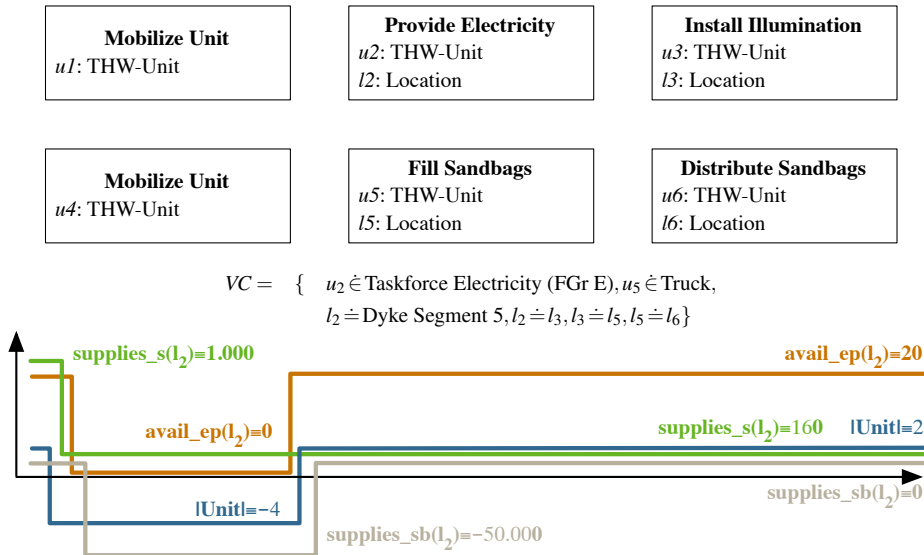 Mobilize Unit
u1: THW-Unit
Provide Electricity
u2: THW-Unit
l2: Location
Install Illumination
u3: THW-Unit
l3: Location
Mobilize Unit
u4: THW-Unit
Fill Sandbags
u5: THW-Unit
l5: Location
Distribute Sandbags
u6: THW-Unit
l6: Location
VC = { u₂ ∈̇ Taskforce Electricity (FGr E), u₅ ∈̇ Truck,
l₂ ≐ Dyke Segment 5, l₂ ≐ l₃, l₃ ≐ l₅, l₅ ≐ l₆}
supplies_s(l₂)=1.000
avail_ep(l₂)=20
avail_ep(l₂)=0
supplies_s(l₂)=160
|Unit|=2
|Unit|=−4
supplies_sb(l₂)=0
supplies_sb(l₂)=−50.000